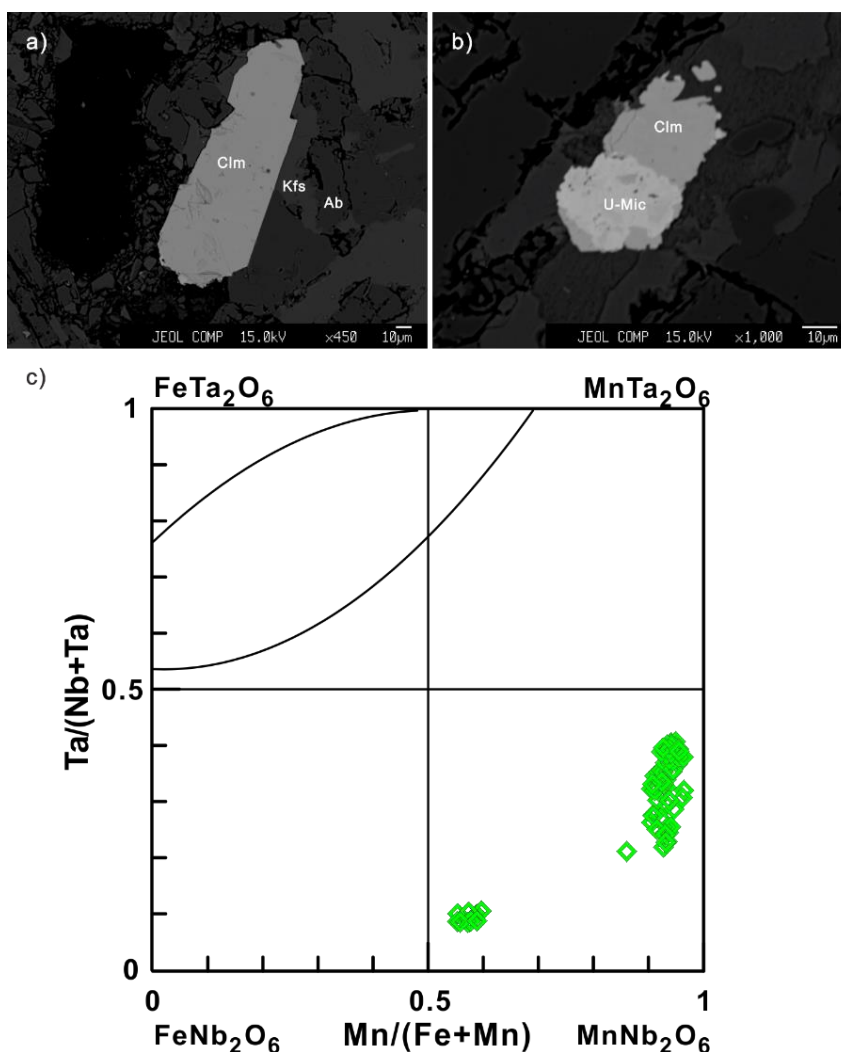 a)
Clm
Kfs
Ab
JEOL COMP 15.0kV ×450 10µm
b)
Clm
U-Mic
JEOL COMP 15.0kV ×1,000 10µm
c)
FeTa₂O₆ MnTa₂O₆
1
Ta/(Nb+Ta)
0.5
0
0 0.5 1
FeNb₂O₆ Mn/(Fe+Mn) MnNb₂O₆